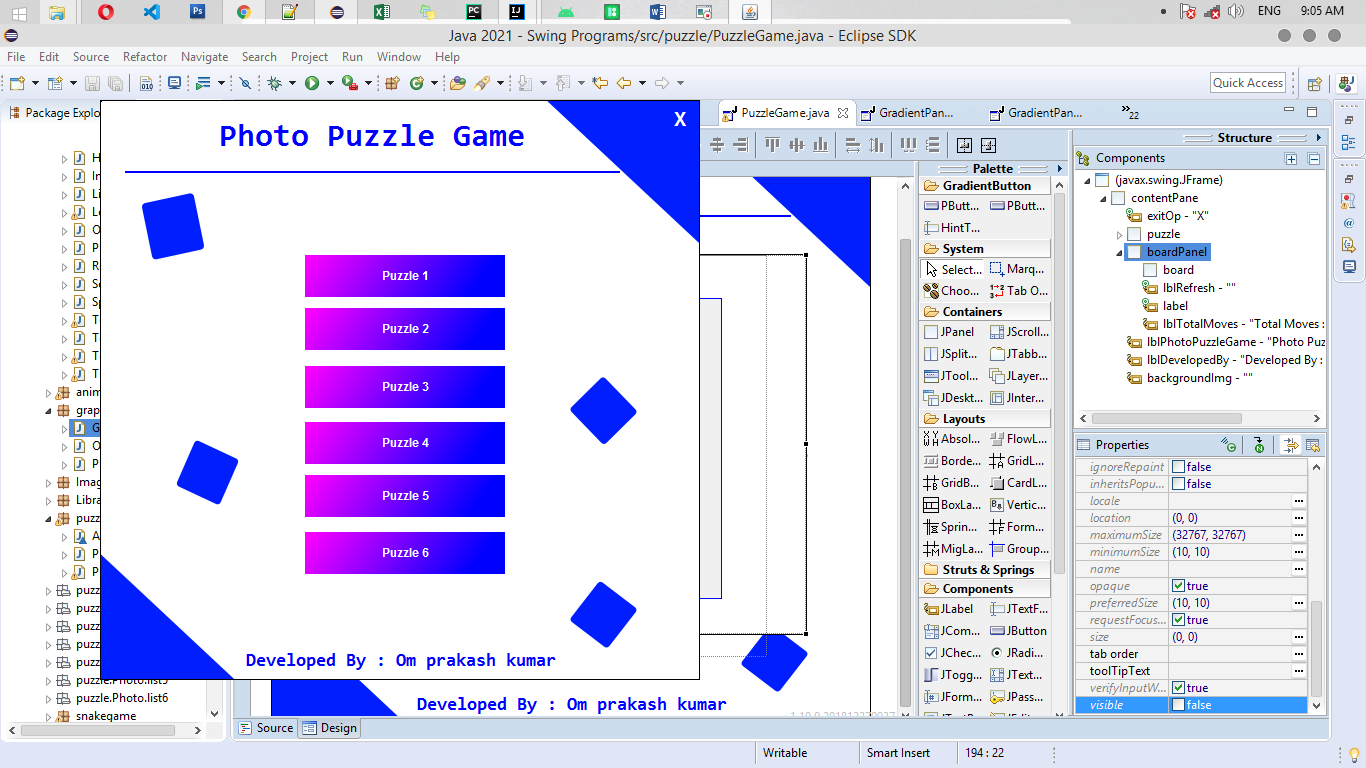 ENG 9:05 AM
Java 2021 - Swing Programs/src/puzzle/PuzzleGame.java - Eclipse SDK
File Edit Source Refactor Navigate Search Project Run Window Help
Quick Access
Package Explo
H
In
Li
Lo
O
P
R
Se
Sp
T
To
T
T
anim
grap
G
O
P
Imag
Libra
puzz
A
P
P
puzz
puzz
puzz
puzz
puzz
puzzle.Photo.list5
puzzle.Photo.list6
snakegame
X
Photo Puzzle Game
Puzzle 1
Puzzle 2
Puzzle 3
Puzzle 4
Puzzle 5
Puzzle 6
Developed By : Om prakash kumar
PuzzleGame.java GradientPan... GradientPan... »22
Developed By : Om prakash kumar
Source Design
Palette
GradientButton
PButt... PButt...
HintT...
System
Select... Marq...
Choo... Tab O...
Containers
JPanel JScroll...
JSplit... JTabb...
JTool... JLayer...
JDeskt... JInter...
Layouts
Absol... FlowL...
Borde... GridL...
GridB... CardL...
BoxLa... Vertic...
Sprin... Form...
MigLa... Group...
Struts & Springs
Components
JLabel JTextF...
JCom... JButton
JChec... JRadi...
JTogg... JText...
JForm... JPass...
Structure
Components
(javax.swing.JFrame)
contentPane
exitOp - "X"
puzzle
boardPanel
board
lblRefresh - ""
label
lblTotalMoves - "Total Moves :
lblPhotoPuzzleGame - "Photo Puz
lblDevelopedBy - "Developed By :
backgroundImg - ""
Properties
ignoreRepaint false
inheritsPopu... false
locale
location (0, 0)
maximumSize (32767, 32767)
minimumSize (10, 10)
name
opaque true
preferredSize (10, 10)
requestFocus... true
size (0, 0)
tab order
toolTipText
verifyInputW... true
visible false
Writable Smart Insert 194 : 22